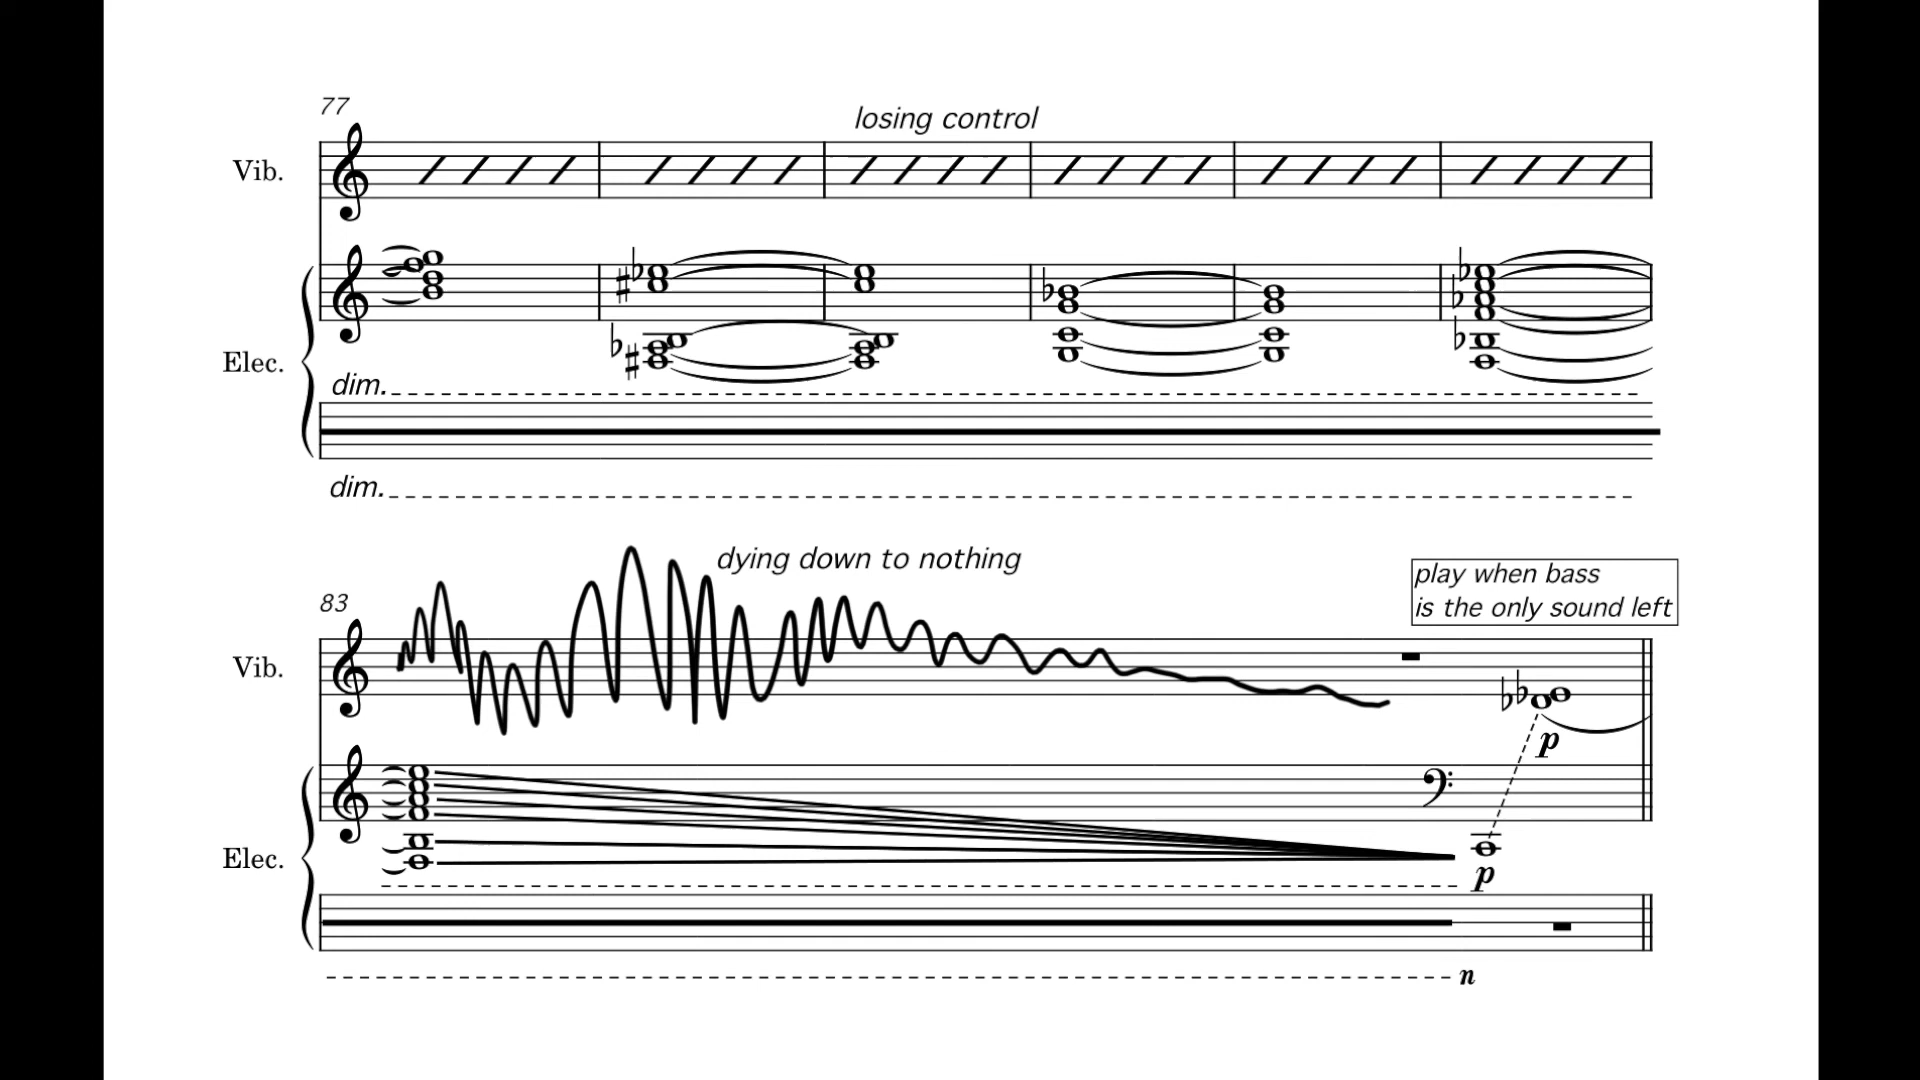 77
losing control
Vib.
Elec.
dim.
dim.
dying down to nothing
play when bass
is the only sound left
83
Vib.
p
Elec.
p
n